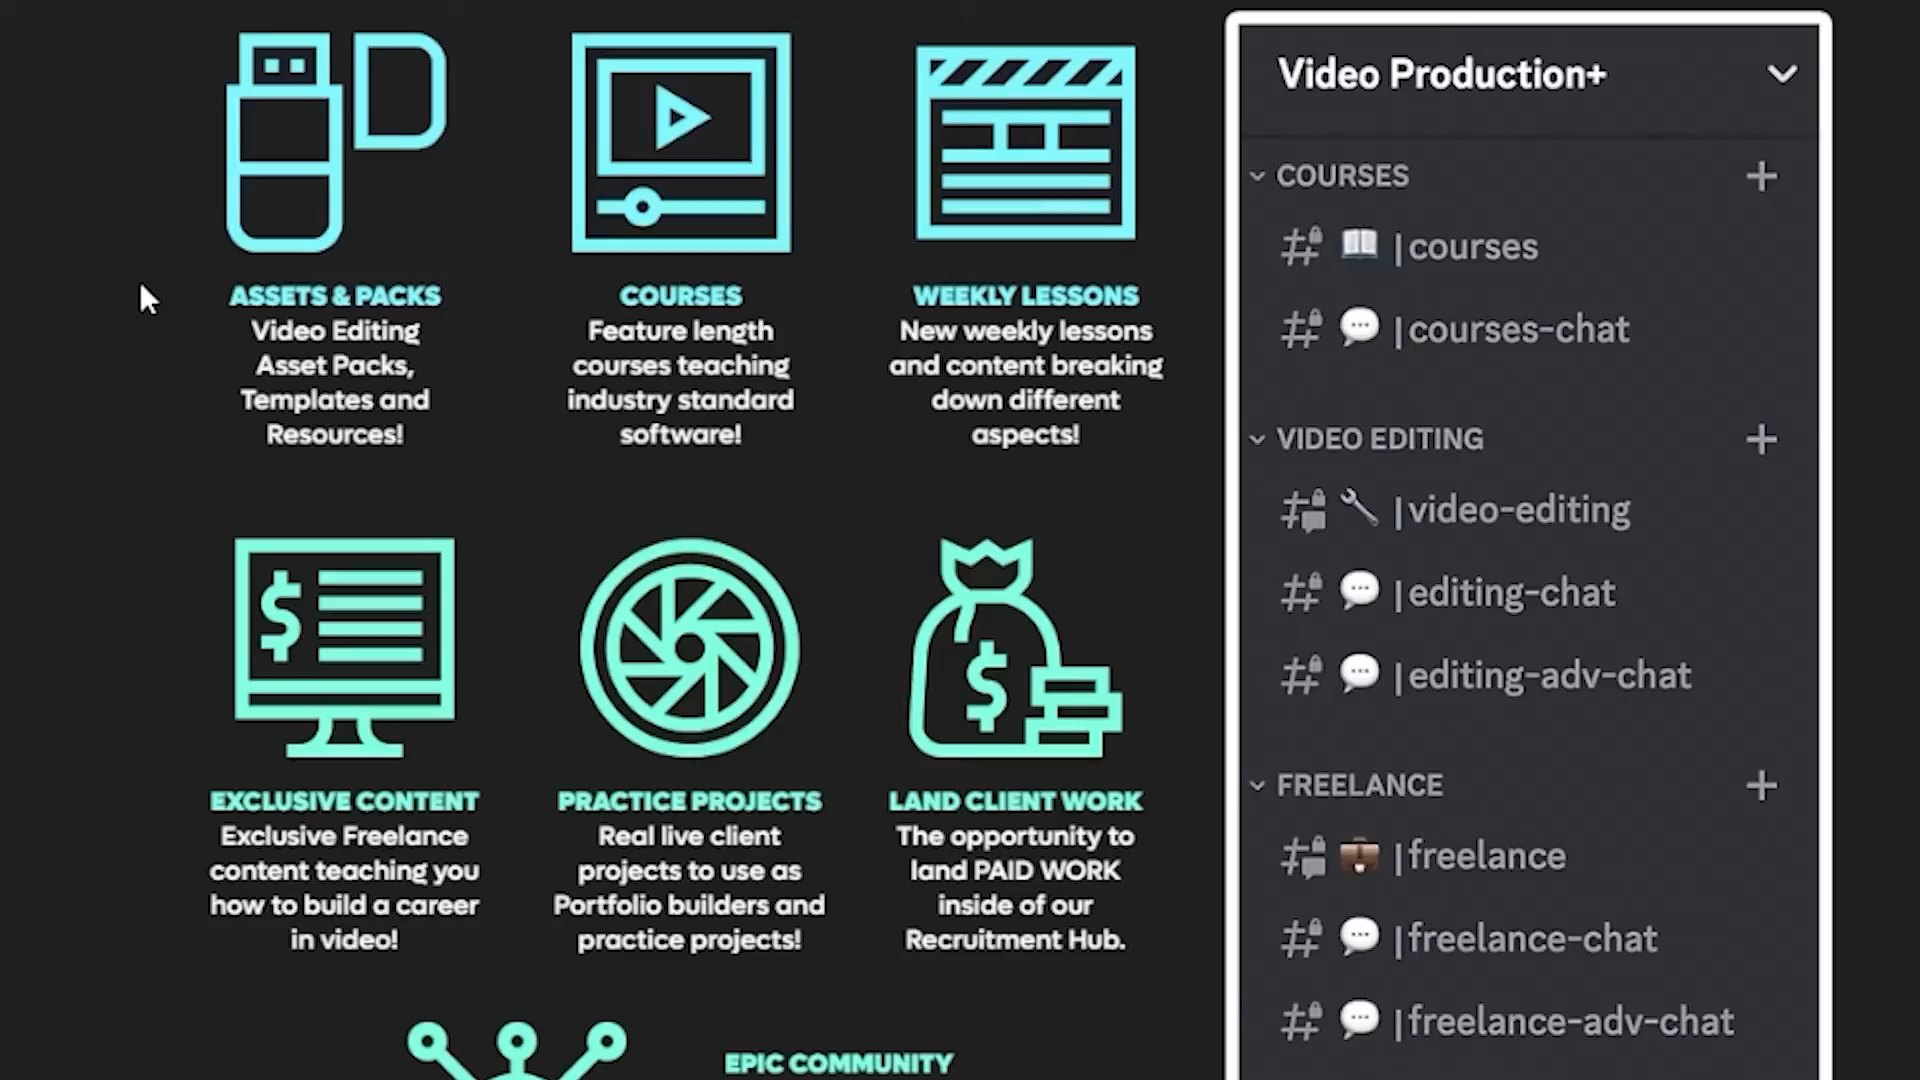 ASSETS & PACKS
Video Editing
Asset Packs,
Templates and
Resources!
COURSES
Feature length
courses teaching
industry standard
software!
WEEKLY LESSONS
New weekly lessons
and content breaking
down different
aspects!
EXCLUSIVE CONTENT
Exclusive Freelance
content teaching you
how to build a career
in video!
PRACTICE PROJECTS
Real live client
projects to use as
Portfolio builders and
practice projects!
LAND CLIENT WORK
The opportunity to
land PAID WORK
inside of our
Recruitment Hub.
EPIC COMMUNITY
Video Production+
COURSES
|courses
|courses-chat
VIDEO EDITING
|video-editing
|editing-chat
|editing-adv-chat
FREELANCE
|freelance
|freelance-chat
|freelance-adv-chat